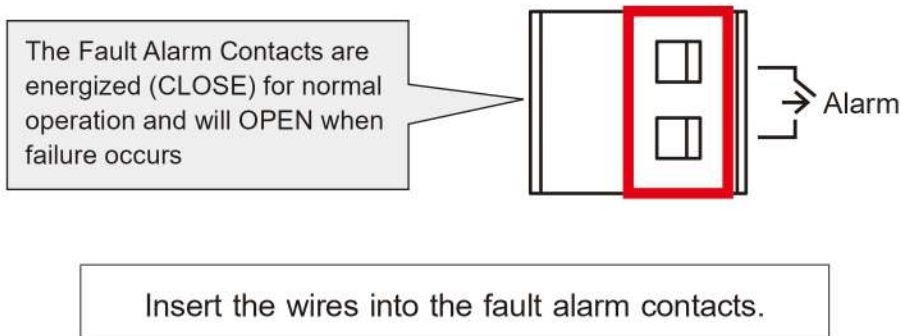 The Fault Alarm Contacts are
energized (CLOSE) for normal
operation and will OPEN when
failure occurs
Alarm
Insert the wires into the fault alarm contacts.